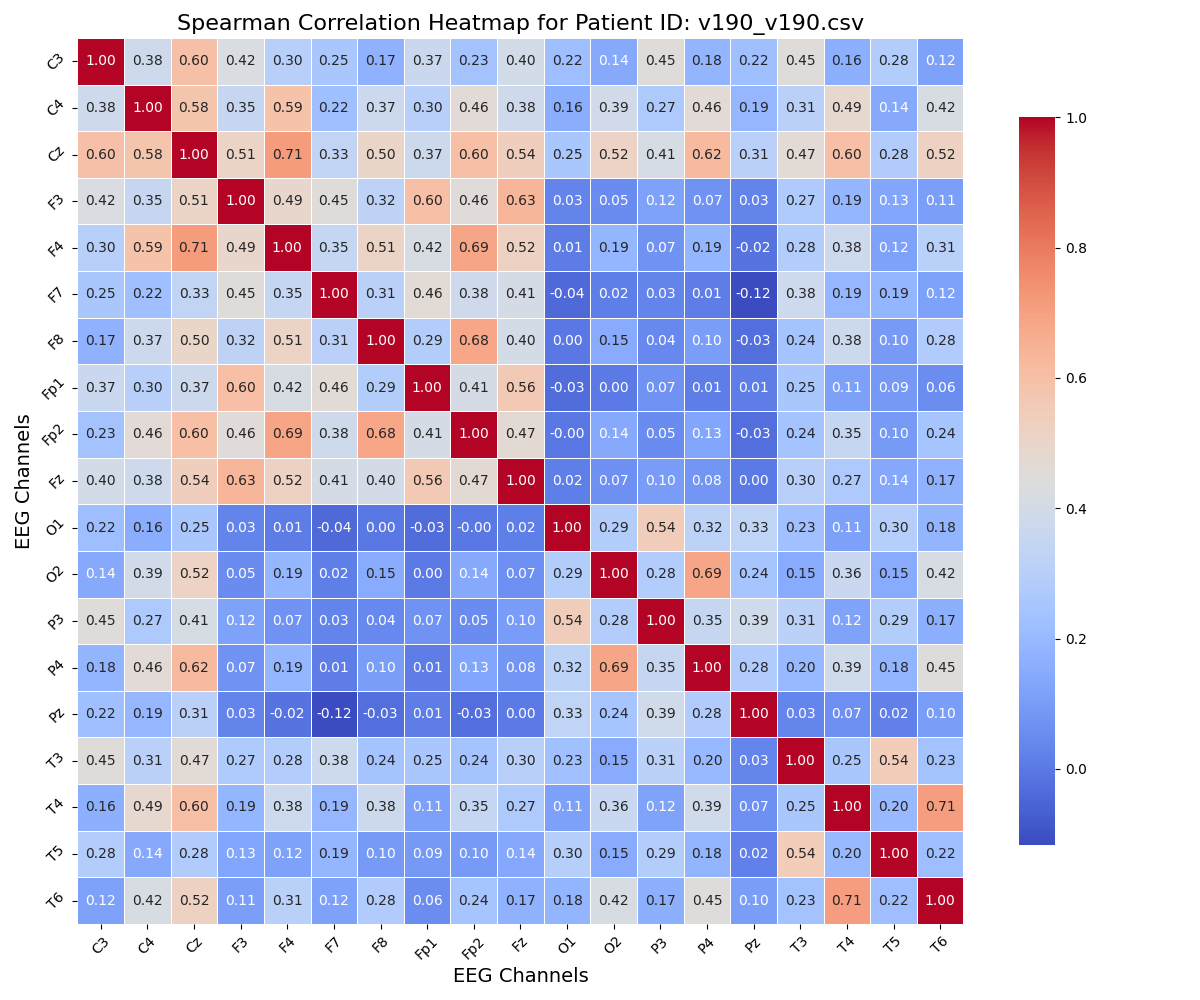 Spearman Correlation Heatmap for Patient ID: v190_v190.csv
C3 1.00 0.38 0.60 0.42 0.30 0.25 0.17 0.37 0.23 0.40 0.22 0.14 0.45 0.18 0.22 0.45 0.16 0.28 0.12
C4 0.38 1.00 0.58 0.35 0.59 0.22 0.37 0.30 0.46 0.38 0.16 0.39 0.27 0.46 0.19 0.31 0.49 0.14 0.42
Cz 0.60 0.58 1.00 0.51 0.71 0.33 0.50 0.37 0.60 0.54 0.25 0.52 0.41 0.62 0.31 0.47 0.60 0.28 0.52
F3 0.42 0.35 0.51 1.00 0.49 0.45 0.32 0.60 0.46 0.63 0.03 0.05 0.12 0.07 0.03 0.27 0.19 0.13 0.11
F4 0.30 0.59 0.71 0.49 1.00 0.35 0.51 0.42 0.69 0.52 0.01 0.19 0.07 0.19 -0.02 0.28 0.38 0.12 0.31
F7 0.25 0.22 0.33 0.45 0.35 1.00 0.31 0.46 0.38 0.41 -0.04 0.02 0.03 0.01 -0.12 0.38 0.19 0.19 0.12
F8 0.17 0.37 0.50 0.32 0.51 0.31 1.00 0.29 0.68 0.40 0.00 0.15 0.04 0.10 -0.03 0.24 0.38 0.10 0.28
Fp1 0.37 0.30 0.37 0.60 0.42 0.46 0.29 1.00 0.41 0.56 -0.03 0.00 0.07 0.01 0.01 0.25 0.11 0.09 0.06
Fp2 0.23 0.46 0.60 0.46 0.69 0.38 0.68 0.41 1.00 0.47 -0.00 0.14 0.05 0.13 -0.03 0.24 0.35 0.10 0.24
Fz 0.40 0.38 0.54 0.63 0.52 0.41 0.40 0.56 0.47 1.00 0.02 0.07 0.10 0.08 0.00 0.30 0.27 0.14 0.17
O1 0.22 0.16 0.25 0.03 0.01 -0.04 0.00 -0.03 -0.00 0.02 1.00 0.29 0.54 0.32 0.33 0.23 0.11 0.30 0.18
O2 0.14 0.39 0.52 0.05 0.19 0.02 0.15 0.00 0.14 0.07 0.29 1.00 0.28 0.69 0.24 0.15 0.36 0.15 0.42
P3 0.45 0.27 0.41 0.12 0.07 0.03 0.04 0.07 0.05 0.10 0.54 0.28 1.00 0.35 0.39 0.31 0.12 0.29 0.17
P4 0.18 0.46 0.62 0.07 0.19 0.01 0.10 0.01 0.13 0.08 0.32 0.69 0.35 1.00 0.28 0.20 0.39 0.18 0.45
Pz 0.22 0.19 0.31 0.03 -0.02 -0.12 -0.03 0.01 -0.03 0.00 0.33 0.24 0.39 0.28 1.00 0.03 0.07 0.02 0.10
T3 0.45 0.31 0.47 0.27 0.28 0.38 0.24 0.25 0.24 0.30 0.23 0.15 0.31 0.20 0.03 1.00 0.25 0.54 0.23
T4 0.16 0.49 0.60 0.19 0.38 0.19 0.38 0.11 0.35 0.27 0.11 0.36 0.12 0.39 0.07 0.25 1.00 0.20 0.71
T5 0.28 0.14 0.28 0.13 0.12 0.19 0.10 0.09 0.10 0.14 0.30 0.15 0.29 0.18 0.02 0.54 0.20 1.00 0.22
T6 0.12 0.42 0.52 0.11 0.31 0.12 0.28 0.06 0.24 0.17 0.18 0.42 0.17 0.45 0.10 0.23 0.71 0.22 1.00
C3 C4 Cz F3 F4 F7 F8 Fp1 Fp2 Fz O1 O2 P3 P4 Pz T3 T4 T5 T6
EEG Channels
EEG Channels
1.0
0.8
0.6
0.4
0.2
0.0